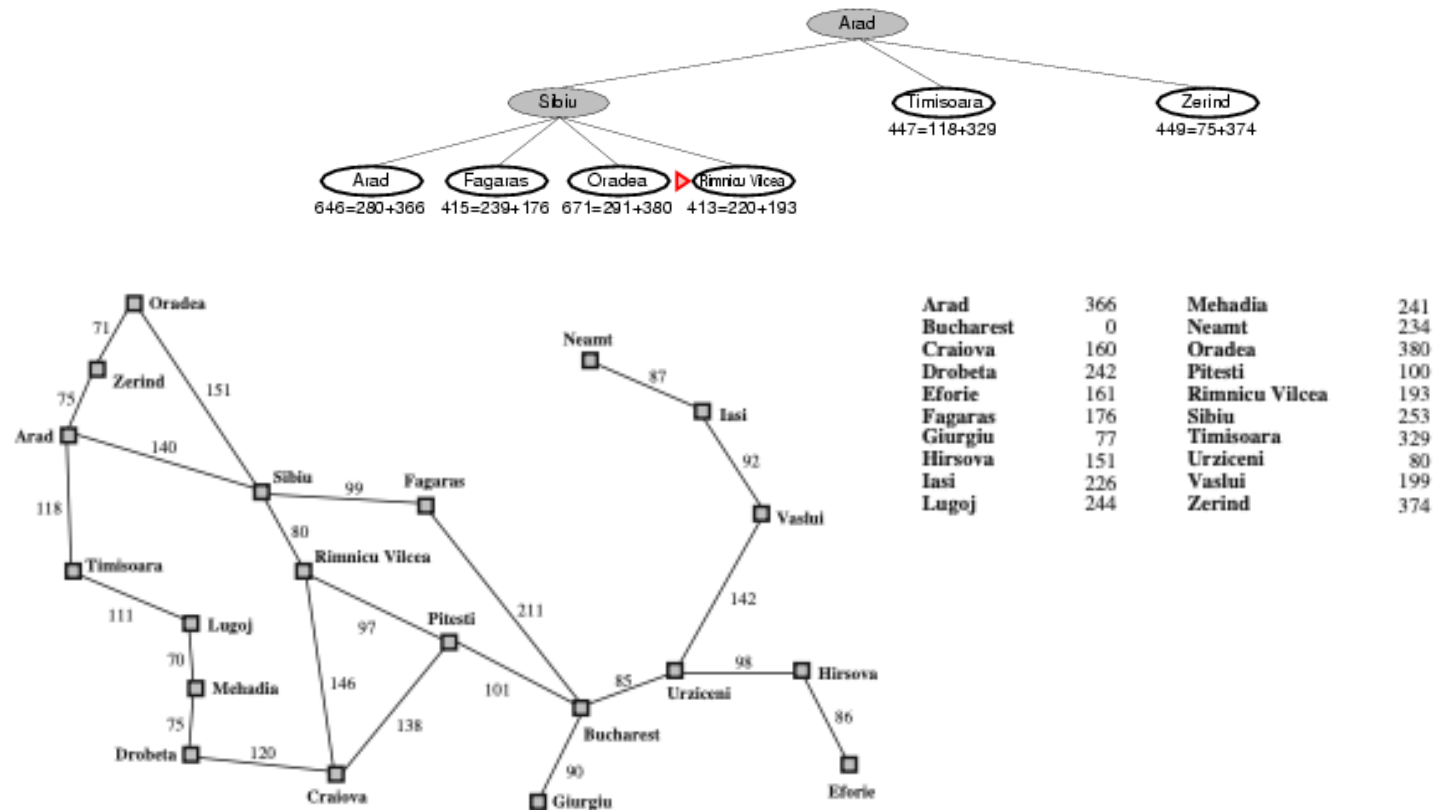 Arad
Sibiu
Timisoara
Zerind
447=118+329
449=75+374
Arad
Fagaras
Oradea
Rimnicu Vilcea
646=280+366
415=239+176
671=291+380
413=220+193
Oradea
71
Zerind
75
151
Arad
140
Sibiu
99
Fagaras
118
80
Timisoara
Rimnicu Vilcea
111
Lugoj
97
Pitesti
211
70
Mehadia
146
101
75
138
Drobeta
120
Craiova
Neamt
87
Iasi
92
Vaslui
142
85
98
Hirsova
Urziceni
86
Bucharest
90
Giurgiu
Eforie
Arad 366 Mehadia 241
Bucharest 0 Neamt 234
Craiova 160 Oradea 380
Drobeta 242 Pitesti 100
Eforie 161 Rimnicu Vilcea 193
Fagaras 176 Sibiu 253
Giurgiu 77 Timisoara 329
Hirsova 151 Urziceni 80
Iasi 226 Vaslui 199
Lugoj 244 Zerind 374